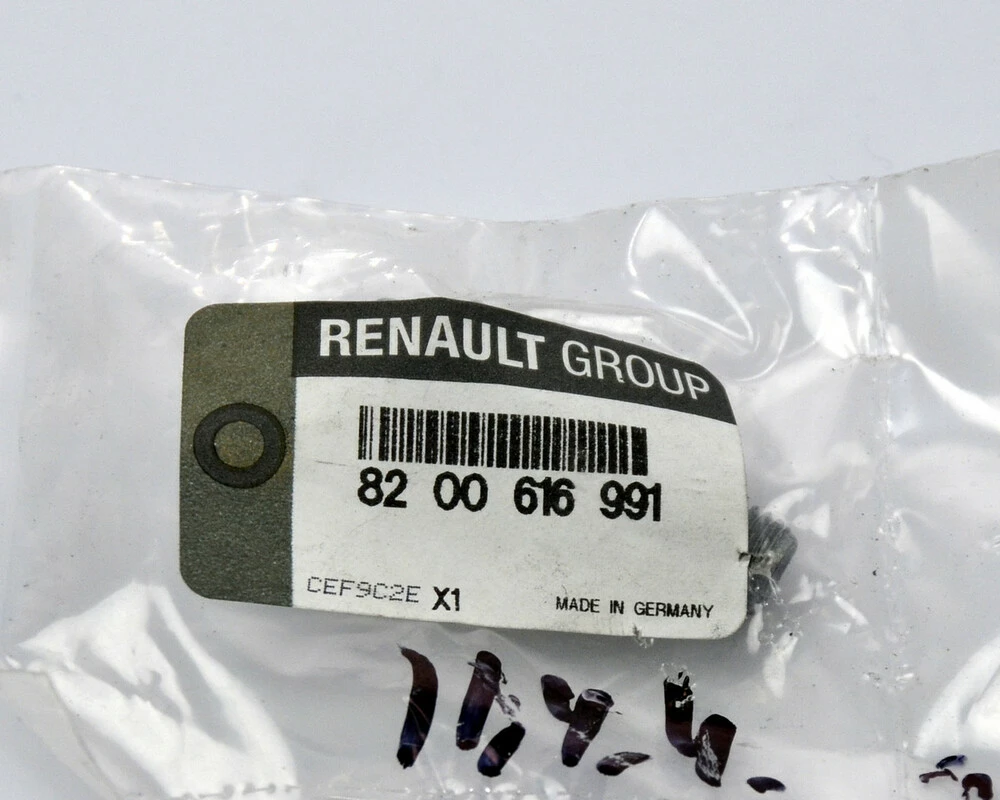 RENAULT GROUP
82 00 616 991
CEF9C2E X1
MADE IN GERMANY